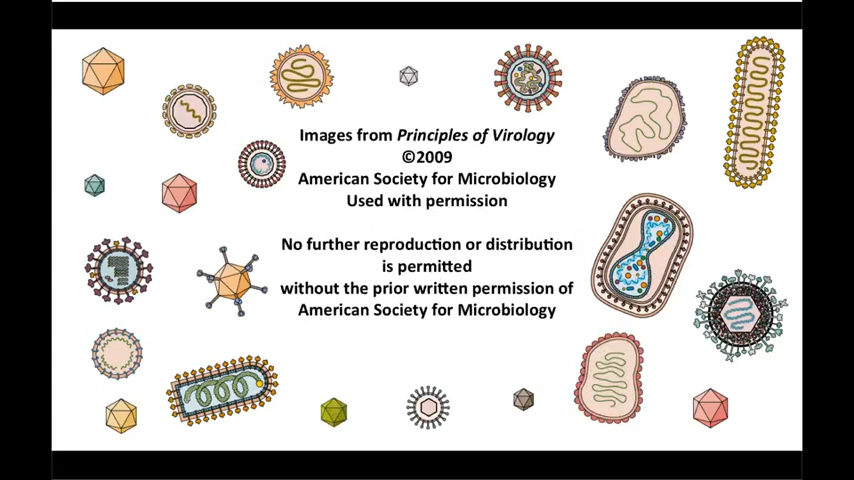 Images from Principles of Virology
©2009
American Society for Microbiology
Used with permission
No further reproduction or distribution
is permitted
without the prior written permission of
American Society for Microbiology